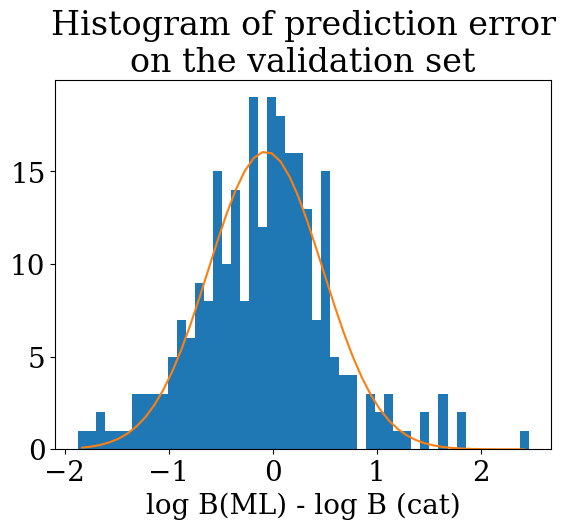 Histogram of prediction error
on the validation set
15
10
5
0
−2 −1 0 1 2
log B(ML) - log B (cat)